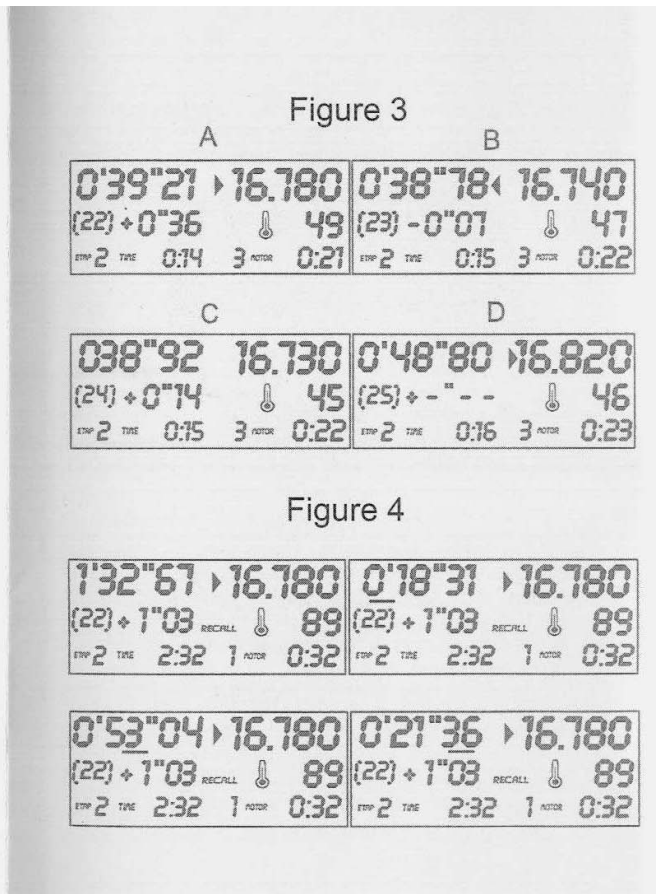 Figure 3
A
B
0'39"21 16.780
(22) +0"36 49
ETAP 2 TIME 0:14 3 MOTOR 0:21
0'38"78 16.740
(23) -0"07 47
ETAP 2 TIME 0:15 3 MOTOR 0:22
C
D
038"92 16.730
(24) +0"14 45
ETAP 2 TIME 0:15 3 MOTOR 0:22
0'48"80 16.820
(25) + - " - - 46
ETAP 2 TIME 0:16 3 MOTOR 0:23
Figure 4
1'32"67 16.780
(22) + 1"03 RECALL 89
ETAP 2 TIME 2:32 1 MOTOR 0:32
0'18"31 16.780
(22) + 1"03 RECALL 89
ETAP 2 TIME 2:32 1 MOTOR 0:32
0'53"04 16.780
(22) + 1"03 RECALL 89
ETAP 2 TIME 2:32 1 MOTOR 0:32
0'21"36 16.780
(22) + 1"03 RECALL 89
ETAP 2 TIME 2:32 1 MOTOR 0:32